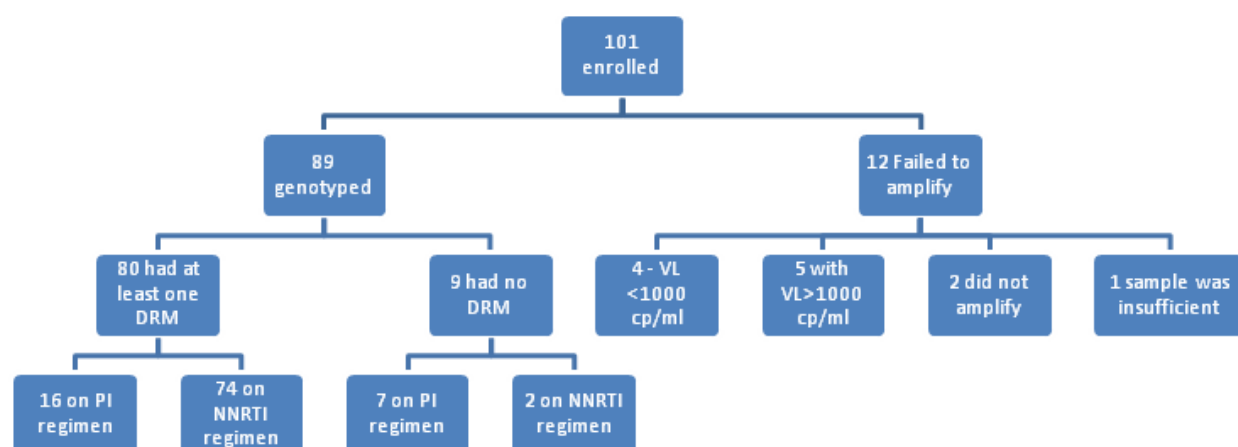 101
enrolled
89
genotyped
12 Failed to
amplify
80 had at
least one
DRM
9 had no
DRM
4 - VL
<1000
cp/ml
5 with
VL>1000
cp/ml
2 did not
amplify
1 sample was
insufficient
16 on PI
regimen
74 on
NNRTI
regimen
7 on PI
regimen
2 on NNRTI
regimen